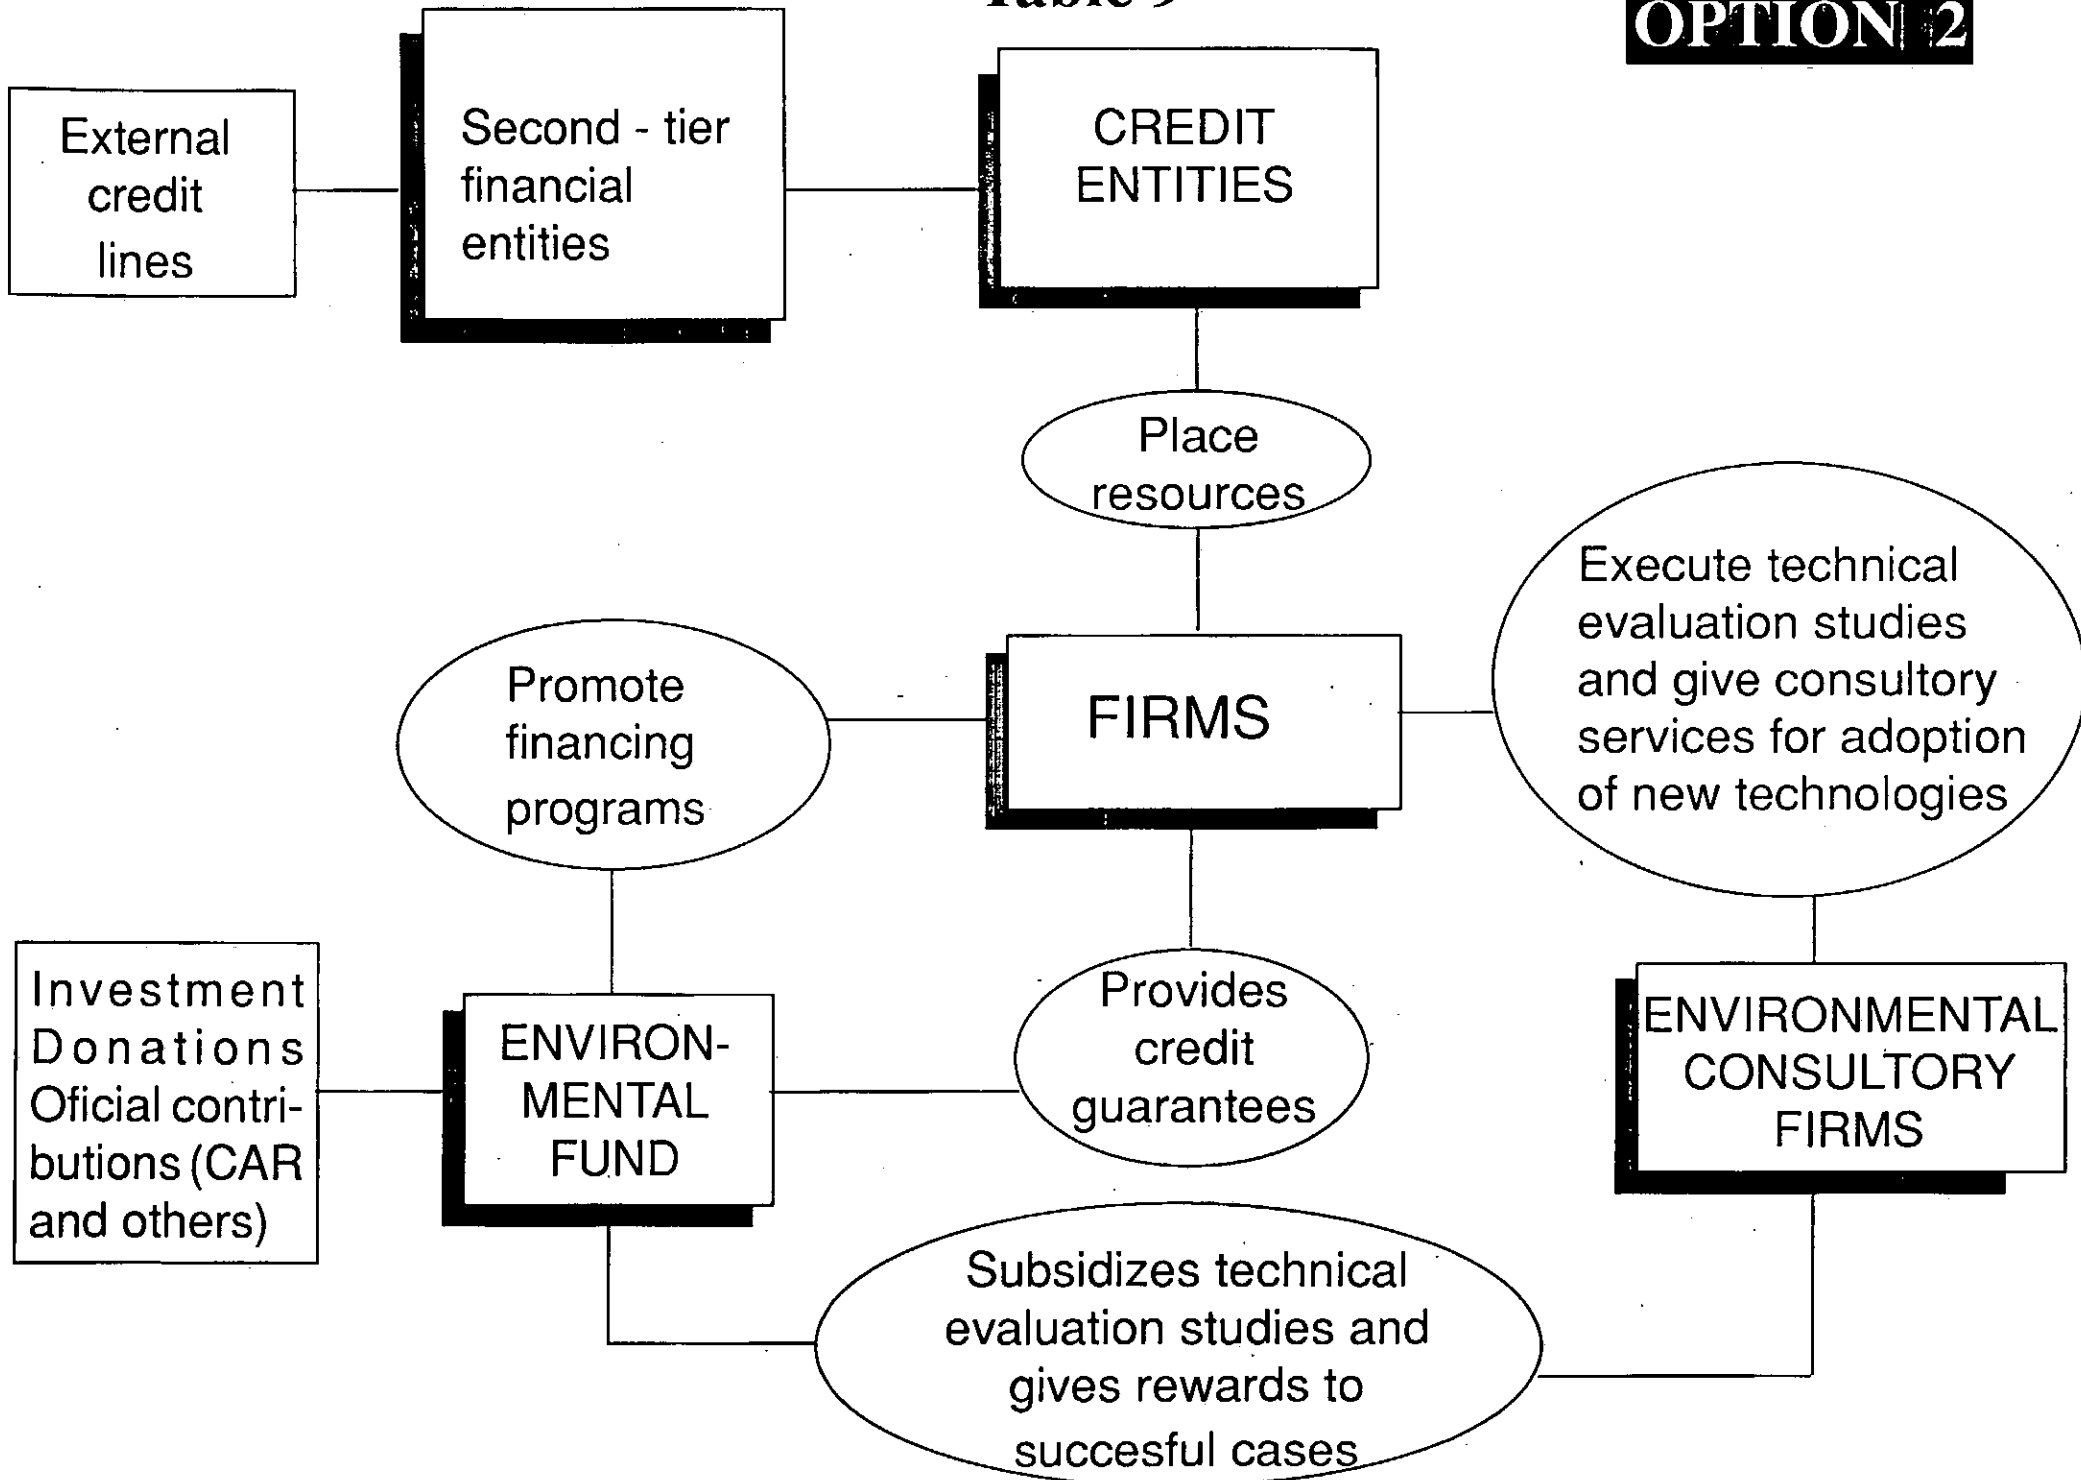 Table 9
OPTION 2
External
credit
lines
Second - tier
financial
entities
CREDIT
ENTITIES
Place
resources
Execute technical
evaluation studies
and give consultory
services for adoption
of new technologies
Promote
financing
programs
FIRMS
Investment
Donations
Oficial contri-
butions (CAR
and others)
ENVIRON-
MENTAL
FUND
Provides
credit
guarantees
ENVIRONMENTAL
CONSULTORY
FIRMS
Subsidizes technical
evaluation studies and
gives rewards to
succesful cases